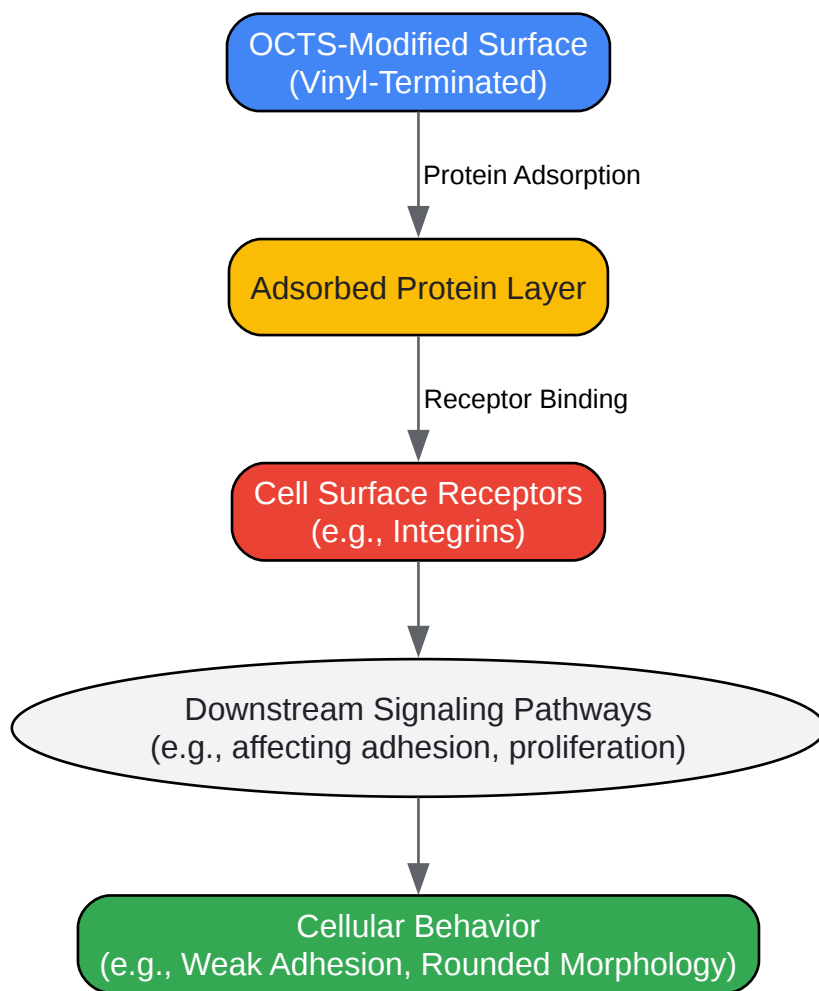 OCTS-Modified Surface
(Vinyl-Terminated)
Protein Adsorption
Adsorbed Protein Layer
Receptor Binding
Cell Surface Receptors
(e.g., Integrins)
Downstream Signaling Pathways
(e.g., affecting adhesion, proliferation)
Cellular Behavior
(e.g., Weak Adhesion, Rounded Morphology)